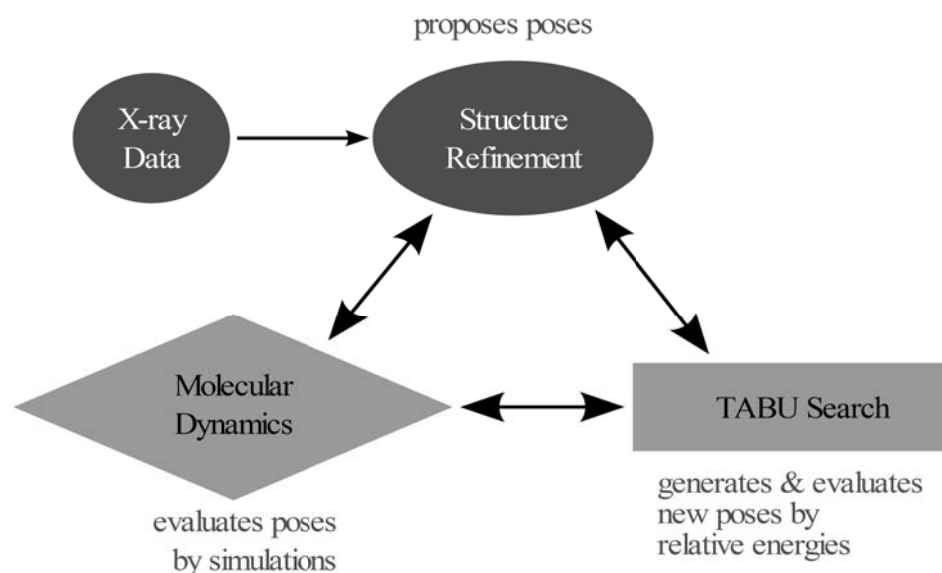 proposes poses
X-ray
Data
Structure
Refinement
Molecular
Dynamics
TABU Search
evaluates poses
by simulations
generates & evaluates
new poses by
relative energies